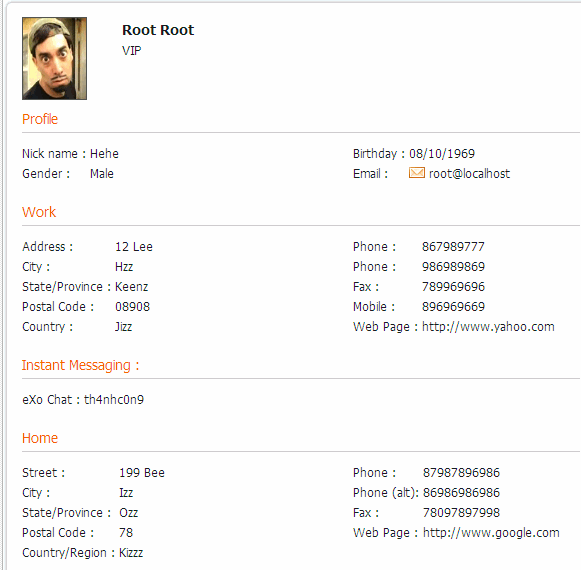 Root Root
VIP
Profile
Nick name : Hehe Birthday : 08/10/1969
Gender : Male Email : root@localhost
Work
Address : 12 Lee Phone : 867989777
City : Hzz Phone : 986989869
State/Province : Keenz Fax : 789969696
Postal Code : 08908 Mobile : 896969669
Country : Jizz Web Page : http://www.yahoo.com
Instant Messaging :
eXo Chat : th4nhc0n9
Home
Street : 199 Bee Phone : 87987896986
City : Izz Phone (alt): 86986986986
State/Province : Ozz Fax : 78097897998
Postal Code : 78 Web Page : http://www.google.com
Country/Region : Kizzz